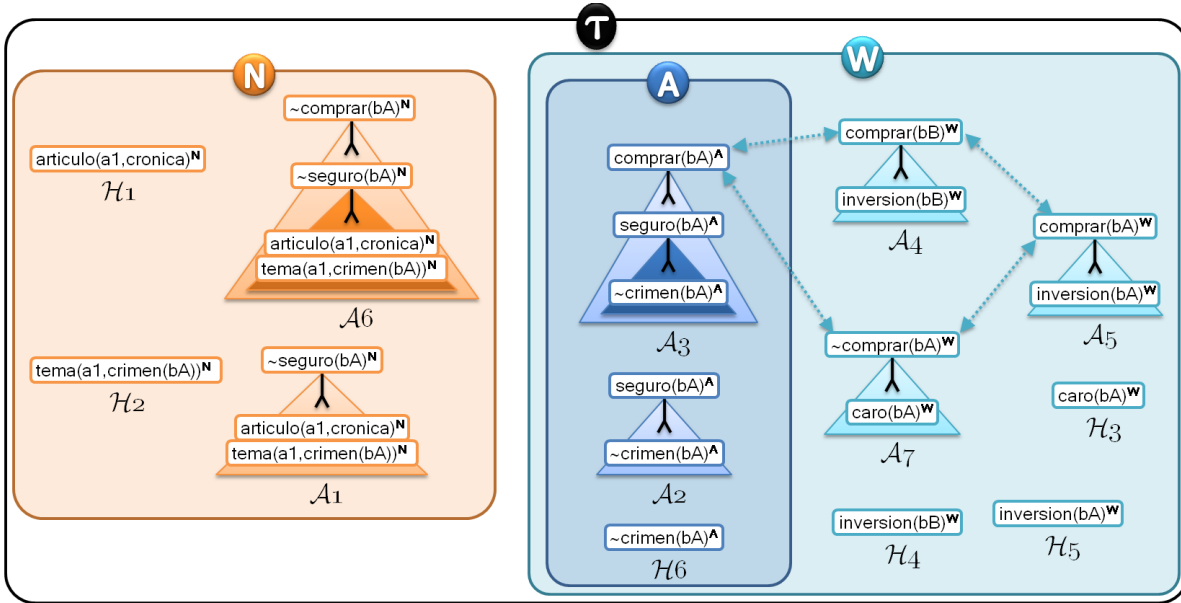 T
N
~comprar(bA)^N
articulo(a1,cronica)^N
H1
~seguro(bA)^N
articulo(a1,cronica)^N
tema(a1,crimen(bA))^N
A6
tema(a1,crimen(bA))^N
H2
~seguro(bA)^N
articulo(a1,cronica)^N
tema(a1,crimen(bA))^N
A1
W
A
comprar(bA)^A
seguro(bA)^A
~crimen(bA)^A
A3
seguro(bA)^A
~crimen(bA)^A
A2
~crimen(bA)^A
H6
comprar(bB)^W
inversion(bB)^W
A4
comprar(bA)^W
inversion(bA)^W
A5
~comprar(bA)^W
caro(bA)^W
A7
caro(bA)^W
H3
inversion(bB)^W
H4
inversion(bA)^W
H5